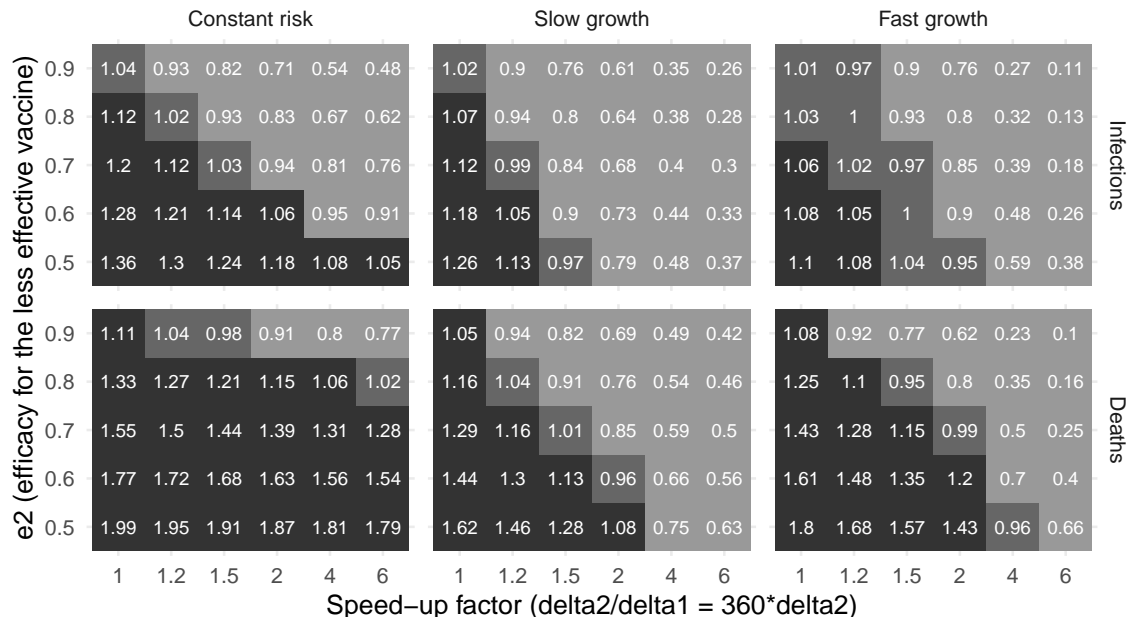 Constant risk Slow growth Fast growth
e2 (efficacy for the less effective vaccine)
0.9 1.04 0.93 0.82 0.71 0.54 0.48 1.02 0.9 0.76 0.61 0.35 0.26 1.01 0.97 0.9 0.76 0.27 0.11
0.8 1.12 1.02 0.93 0.83 0.67 0.62 1.07 0.94 0.8 0.64 0.38 0.28 1.03 1 0.93 0.8 0.32 0.13
0.7 1.2 1.12 1.03 0.94 0.81 0.76 1.12 0.99 0.84 0.68 0.4 0.3 1.06 1.02 0.97 0.85 0.39 0.18
0.6 1.28 1.21 1.14 1.06 0.95 0.91 1.18 1.05 0.9 0.73 0.44 0.33 1.08 1.05 1 0.9 0.48 0.26
0.5 1.36 1.3 1.24 1.18 1.08 1.05 1.26 1.13 0.97 0.79 0.48 0.37 1.1 1.08 1.04 0.95 0.59 0.38
Infections
0.9 1.11 1.04 0.98 0.91 0.8 0.77 1.05 0.94 0.82 0.69 0.49 0.42 1.08 0.92 0.77 0.62 0.23 0.1
0.8 1.33 1.27 1.21 1.15 1.06 1.02 1.16 1.04 0.91 0.76 0.54 0.46 1.25 1.1 0.95 0.8 0.35 0.16
0.7 1.55 1.5 1.44 1.39 1.31 1.28 1.29 1.16 1.01 0.85 0.59 0.5 1.43 1.28 1.15 0.99 0.5 0.25
0.6 1.77 1.72 1.68 1.63 1.56 1.54 1.44 1.3 1.13 0.96 0.66 0.56 1.61 1.48 1.35 1.2 0.7 0.4
0.5 1.99 1.95 1.91 1.87 1.81 1.79 1.62 1.46 1.28 1.08 0.75 0.63 1.8 1.68 1.57 1.43 0.96 0.66
Deaths
1 1.2 1.5 2 4 6 1 1.2 1.5 2 4 6 1 1.2 1.5 2 4 6
Speed−up factor (delta2/delta1 = 360*delta2)